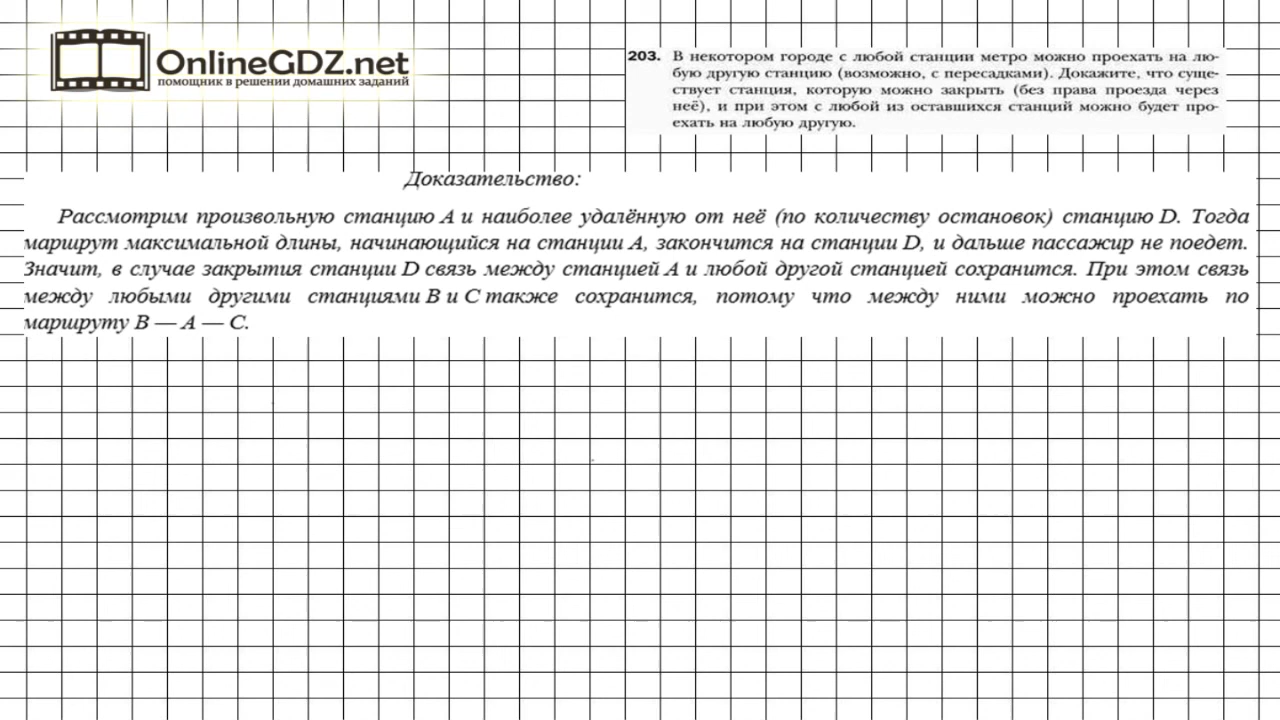 OnlineGDZ.net
помощник в решении домашних заданий
203. В некотором городе с любой станции метро можно проехать на лю-
бую другую станцию (возможно, с пересадками). Докажите, что суще-
ствует станция, которую можно закрыть (без права проезда через
неё), и при этом с любой из оставшихся станций можно будет про-
ехать на любую другую.
Доказательство:
Рассмотрим произвольную станцию A и наиболее удалённую от неё (по количеству остановок) станцию D. Тогда
маршрут максимальной длины, начинающийся на станции A, закончится на станции D, и дальше пассажир не поедет.
Значит, в случае закрытия станции D связь между станцией A и любой другой станцией сохранится. При этом связь
между любыми другими станциями B и C также сохранится, потому что между ними можно проехать по
маршруту B — A — C.